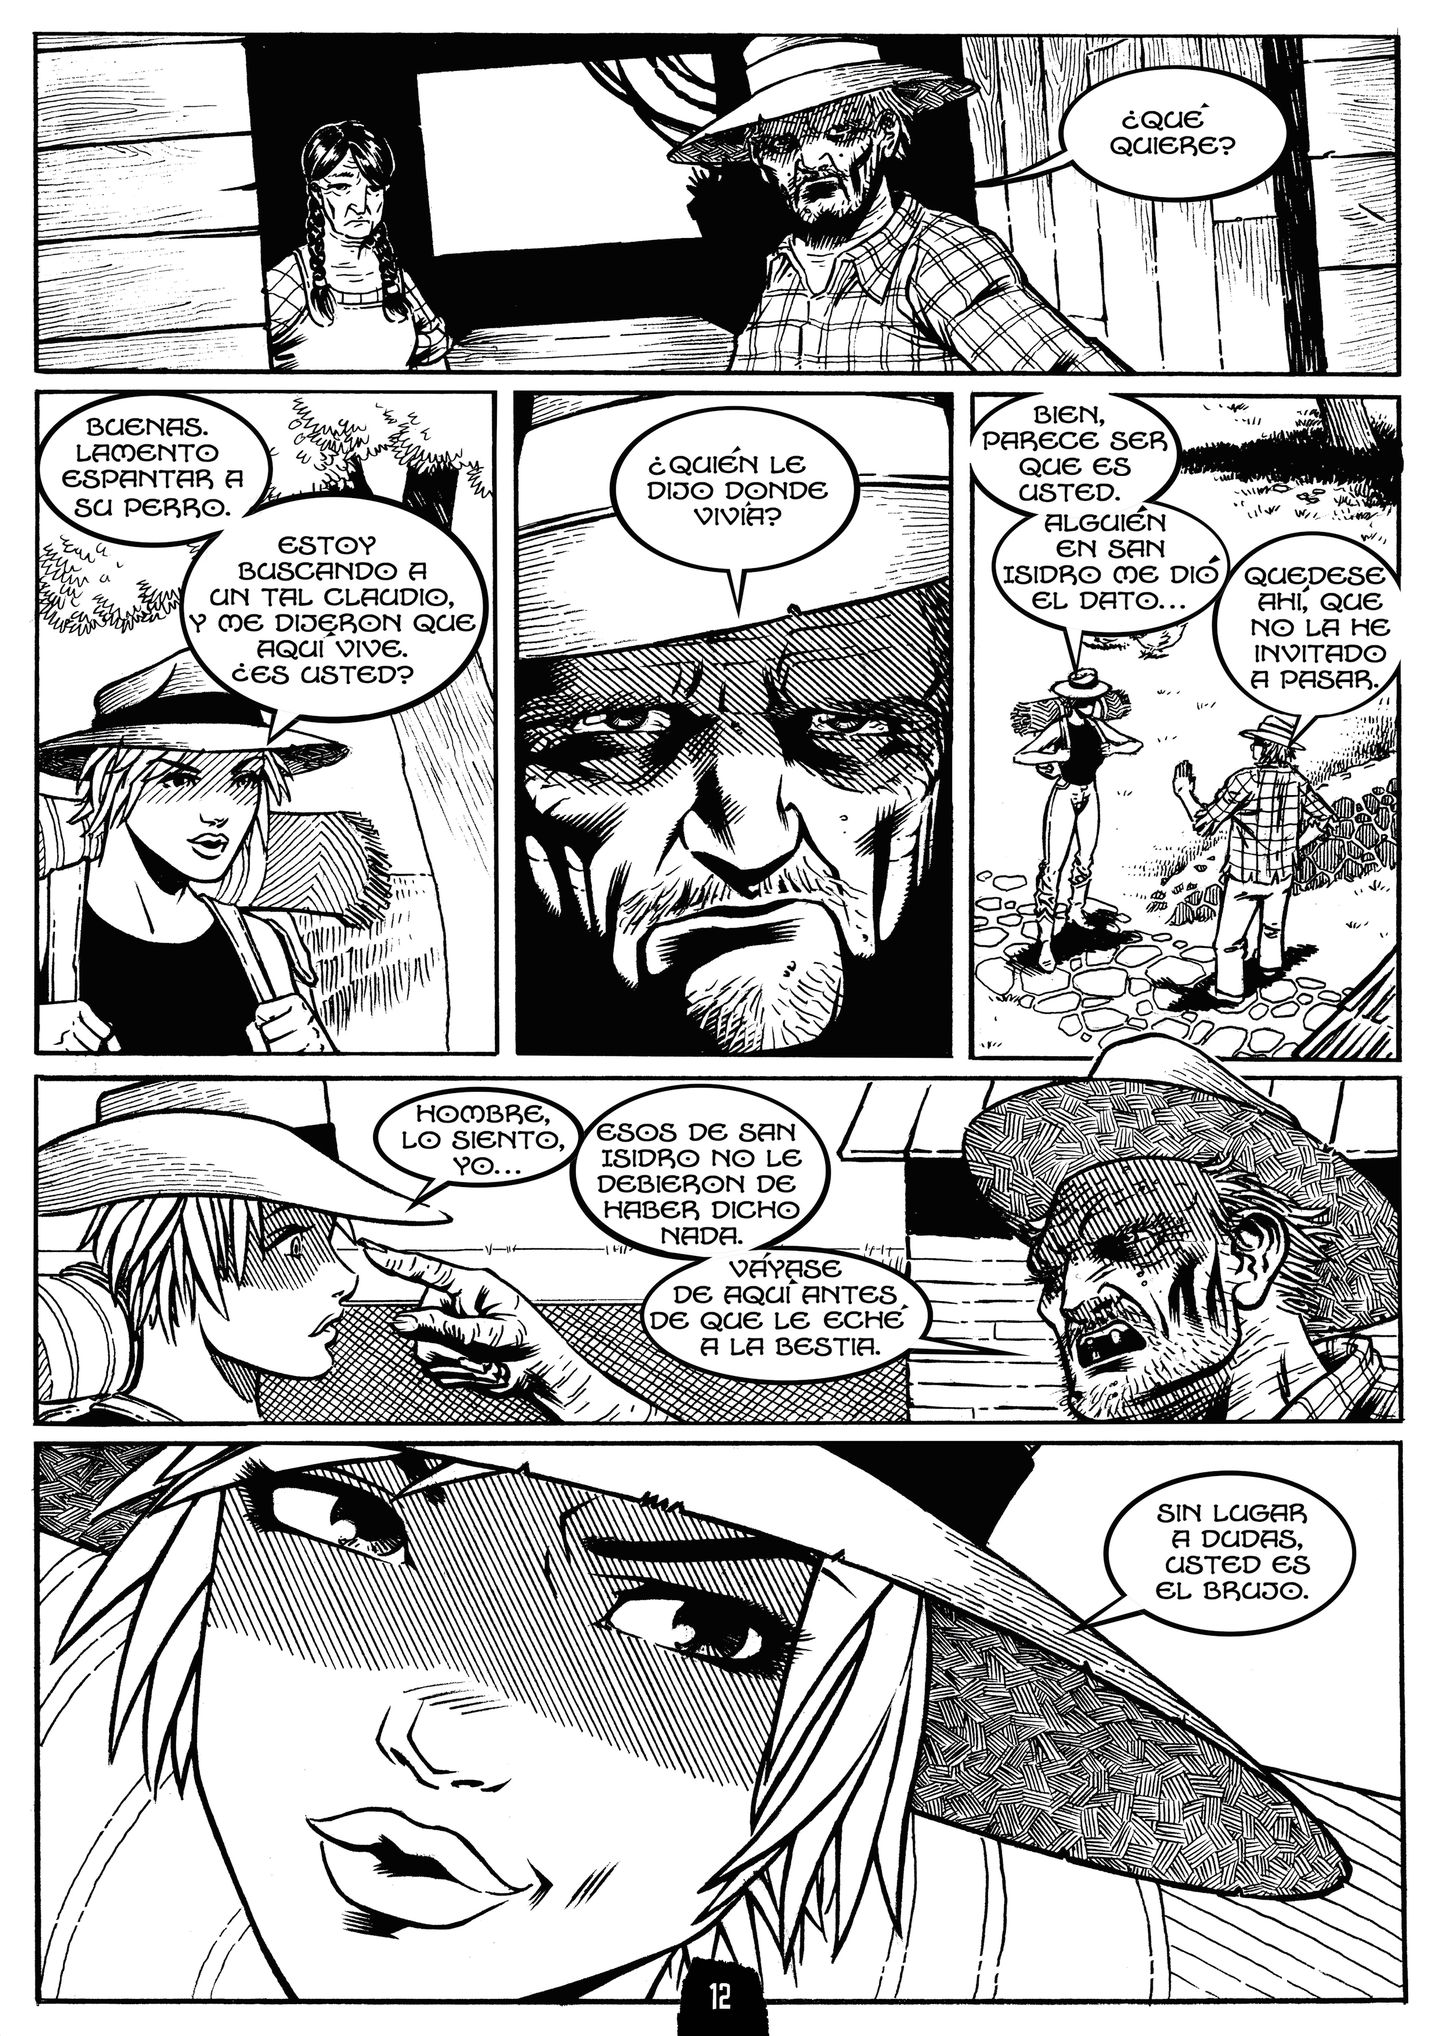 ¿QUÉ
QUIERE?
BUENAS.
LAMENTO
ESPANTAR A
SU PERRO.
ESTOY
BUSCANDO A
UN TAL CLAUDIO,
Y ME DIJERON QUE
AQUÍ VIVE.
¿ES USTED?
¿QUIÉN LE
DIJO DONDE
VIVÍA?
BIEN,
PARECE SER
QUE ES
USTED.
ALGUIÉN
EN SAN
ISIDRO ME DIÓ
EL DATO...
QUEDESE
AHÍ, QUE
NO LA HE
INVITADO
A PASAR.
HOMBRE,
LO SIENTO,
YO...
ESOS DE SAN
ISIDRO NO LE
DEBIERON DE
HABER DICHO
NADA.
VÁYASE
DE AQUÍ ANTES
DE QUE LE ECHÉ
A LA BESTIA.
SIN LUGAR
A DUDAS,
USTED ES
EL BRUJO.
12